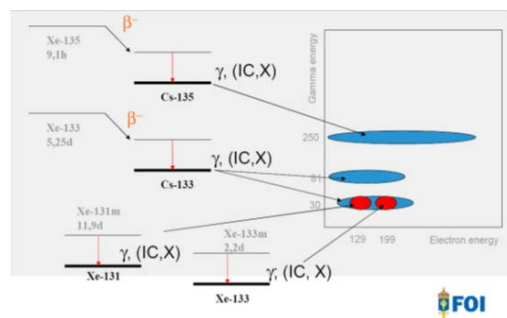 β⁻
Xe-135
9,1h
γ, (IC,X)
Cs-135
β⁻
Xe-133
5,25d
γ, (IC,X)
Cs-133
Xe-131m
11,9d
γ, (IC,X)
Xe-131
Xe-133m
2,2d
γ, (IC, X)
Xe-133
Gamma energy
250
81
30
129 199 Electron energy
FOI